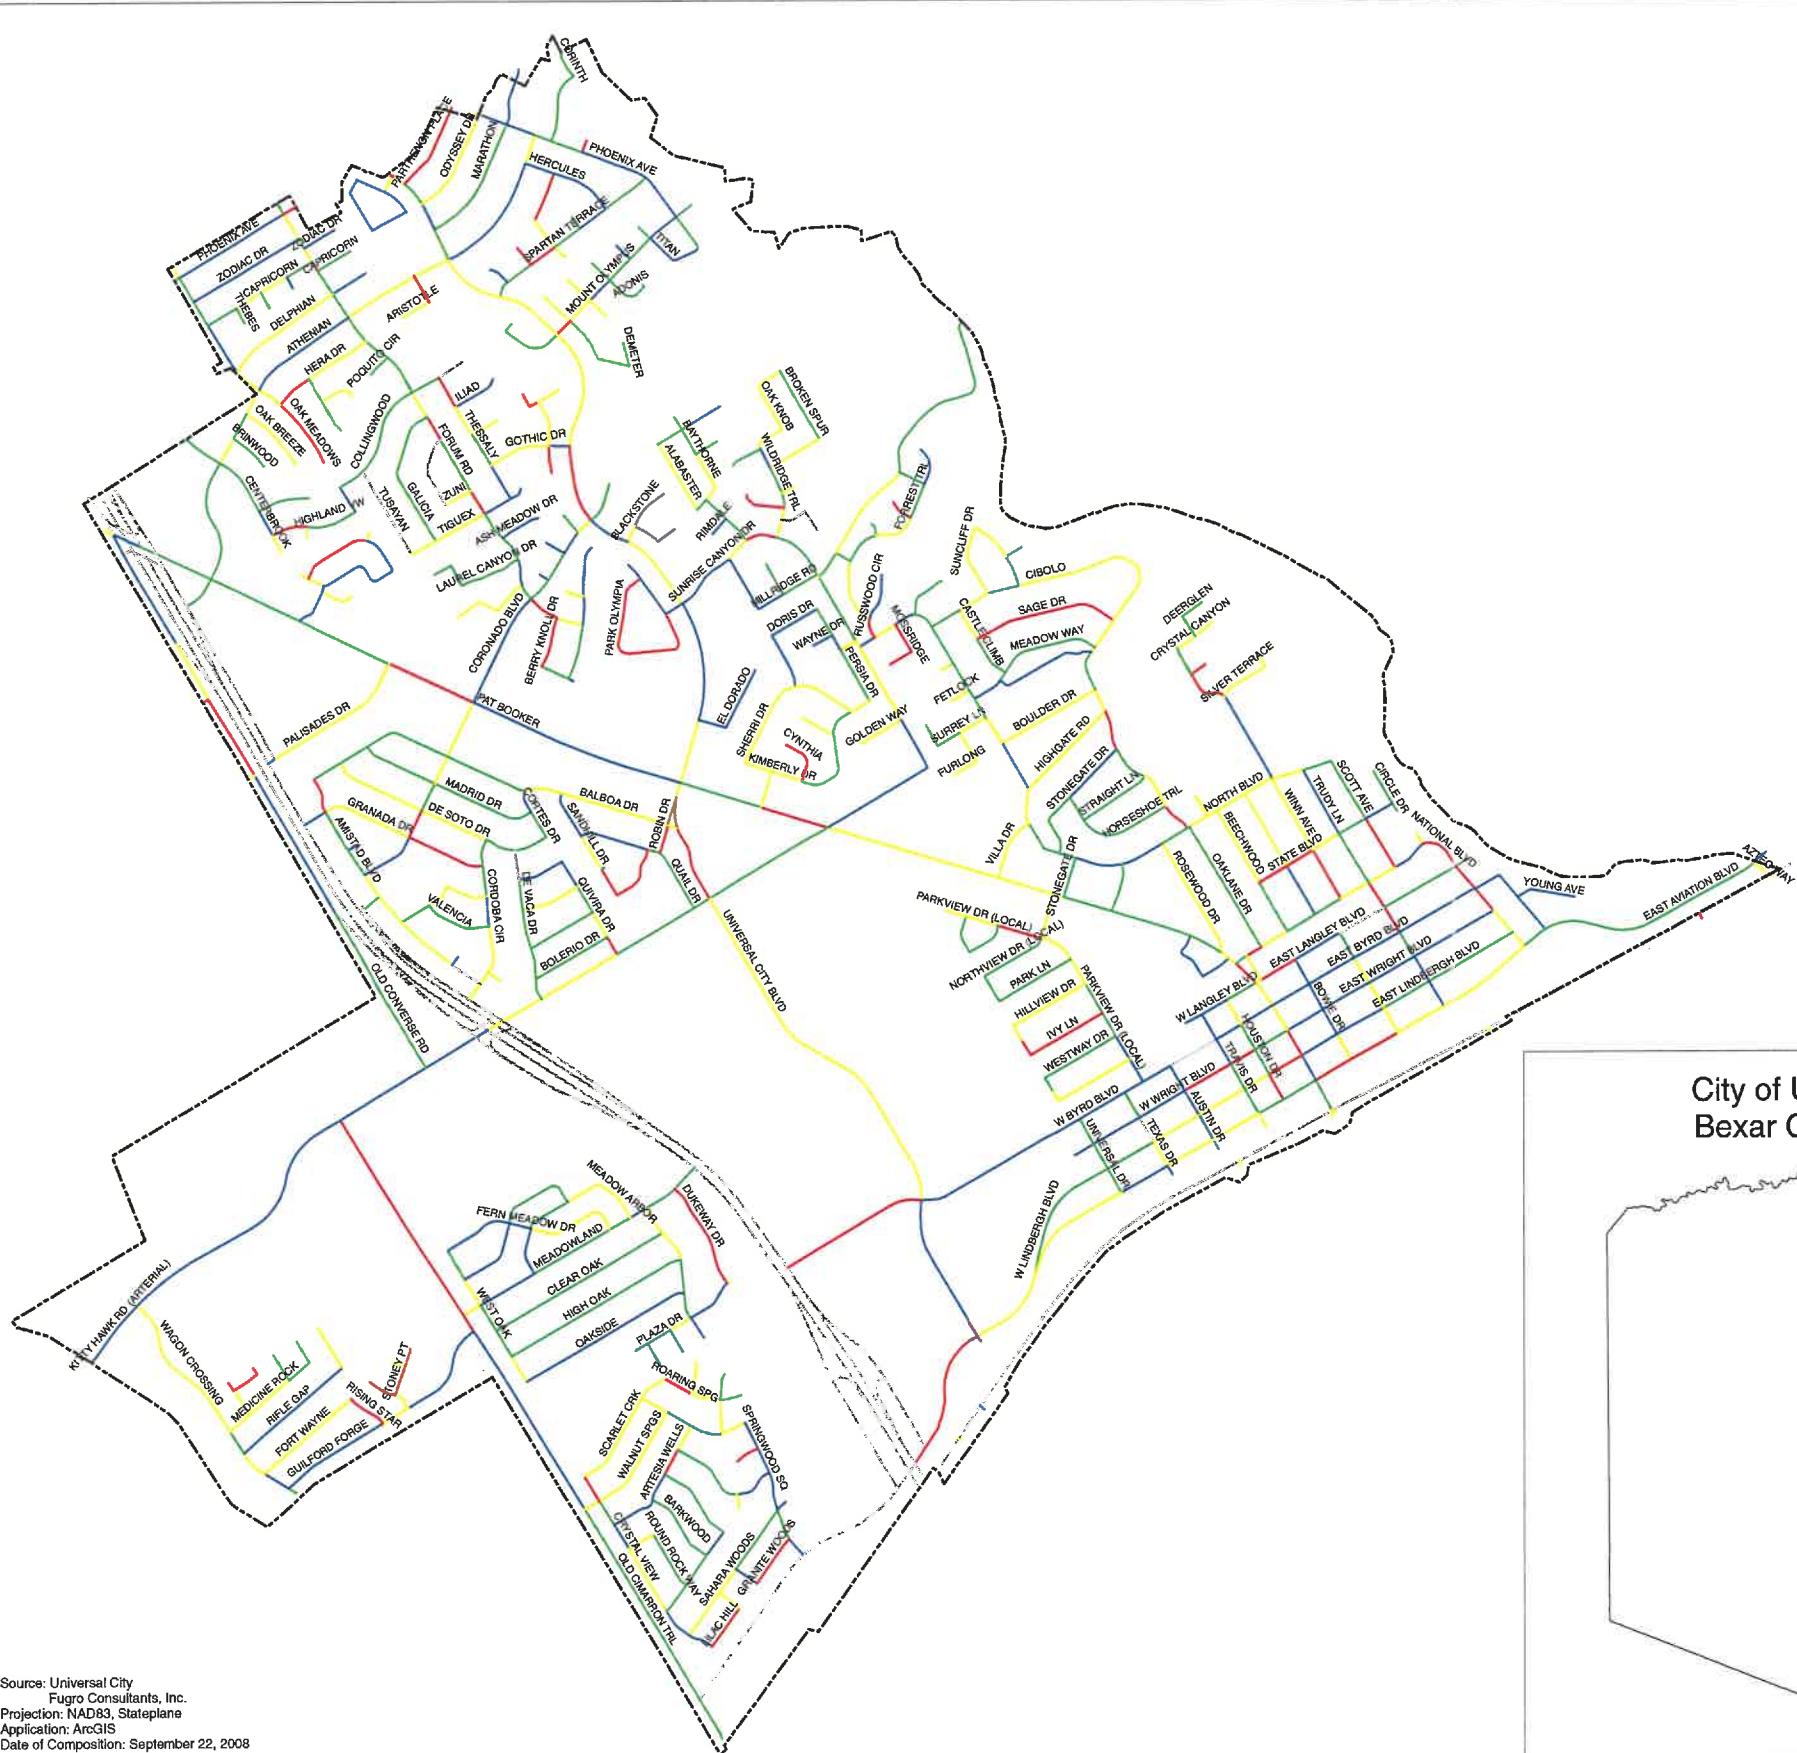 CORINTH
PARTHENON PLACE
ODYSSEY DR
MARATHON
HERCULES
PHOENIX AVE
PHOENIX AVE
ZODIAC DR
ZODIAC DR
CAPRICORN
CAPRICORN
THEBES
DELPHIAN
ATHENIAN
ARISTOTLE
SPARTAN TERRACE
TITAN
MOUNT OLYMPUS
ADONIS
DEMETER
HERA DR
POQUITO CIR
OAK MEADOWS
OAK BREEZE
BRINWOOD
COLLINGWOOD
ILIAD
THESSALY
FORUM RD
GOTHIC DR
ZUNI
GALICIA
TIGUEX
TUSAYAN
CENTERBROOK
HIGHLAND VW
ASH MEADOW DR
LAUREL CANYON DR
BROKEN SPUR
OAK KNOB
WILDRIDGE TRL
RAYTHORNE
ALABASTER
BLACKSTONE
RIMDALE
SUNRISE CANYON DR
FORREST TRL
HILLRIDGE RD
PARK OLYMPIA
CORONADO BLVD
BERRY KNOLL DR
DORIS DR
WAYNE DR
RUSSWOOD CIR
MOSSRIDGE
PERSIA DR
SUNCLIFF DR
CIBOLO
SAGE DR
CASTLE CLIMB
MEADOW WAY
DEERGLEN
CRYSTAL CANYON
SILVER TERRACE
FETLOCK
SURREY LN
FURLONG
BOULDER DR
HIGHGATE RD
ELDORADO
SHERRI DR
CYNTHIA
KIMBERLY DR
GOLDEN WAY
PAT BOOKER
PALISADES DR
MADRID DR
DE SOTO DR
GRANADA DR
AMISTAD BLVD
CORTES DR
BALBOA DR
SANDHILL DR
ROBIN DR
QUAIL DR
VALENCIA
CORDOBA CIR
DE VACA DR
QUIVIRA DR
BOLERIO DR
UNIVERSAL CITY BLVD
OLD CONVERSE RD
STONEGATE DR
STRAIGHT LN
HORSESHOE TRL
VILLA DR
STONEGATE DR
NORTH BLVD
WINN AVE
TRUDY LN
SCOTT AVE
CIRCLE DR
NATIONAL BLVD
BEECHWOOD
STATE BLVD
OAKLANE DR
ROSEWOOD DR
AZTEC WAY
YOUNG AVE
EAST AVIATION BLVD
PARKVIEW DR (LOCAL)
NORTHVIEW DR (LOCAL)
PARK LN
HILLVIEW DR
IVY LN
WESTWAY DR
PARKVIEW DR (LOCAL)
EAST LANGLEY BLVD
EAST BYRD BLVD
EAST WRIGHT BLVD
EAST LINDBERGH BLVD
W LANGLEY BLVD
BOWIE DR
HOUSTON DR
TRAVIS DR
W BYRD BLVD
W WRIGHT BLVD
AUSTIN DR
TEXAS DR
UNIVERSAL DR
W LINDBERGH BLVD
MEADOW ARBOR
DUKEWAY DR
FERN MEADOW DR
MEADOWLAND
CLEAR OAK
HIGH OAK
WEST OAK
OAKSIDE
PLAZA DR
KITTY HAWK RD (ARTERIAL)
WAGON CROSSING
MEDICINE ROCK
RIFLE GAP
FORT WAYNE
GUILFORD FORGE
RISING STAR
STONEY PT
ROARING SPG
SCARLET CRK
WALNUT SPGS
ARTESIA WELLS
SPRINGWOOD SQ
BARKWOOD
ROUND ROCK WAY
CRYSTAL VIEW
OLD CIMARRON TRL
SAHARA WOODS
GRANITE WOODS
LILAC HILL
City of U
Bexar C
Source: Universal City
Fugro Consultants, Inc.
Projection: NAD83, Stateplane
Application: ArcGIS
Date of Composition: September 22, 2008